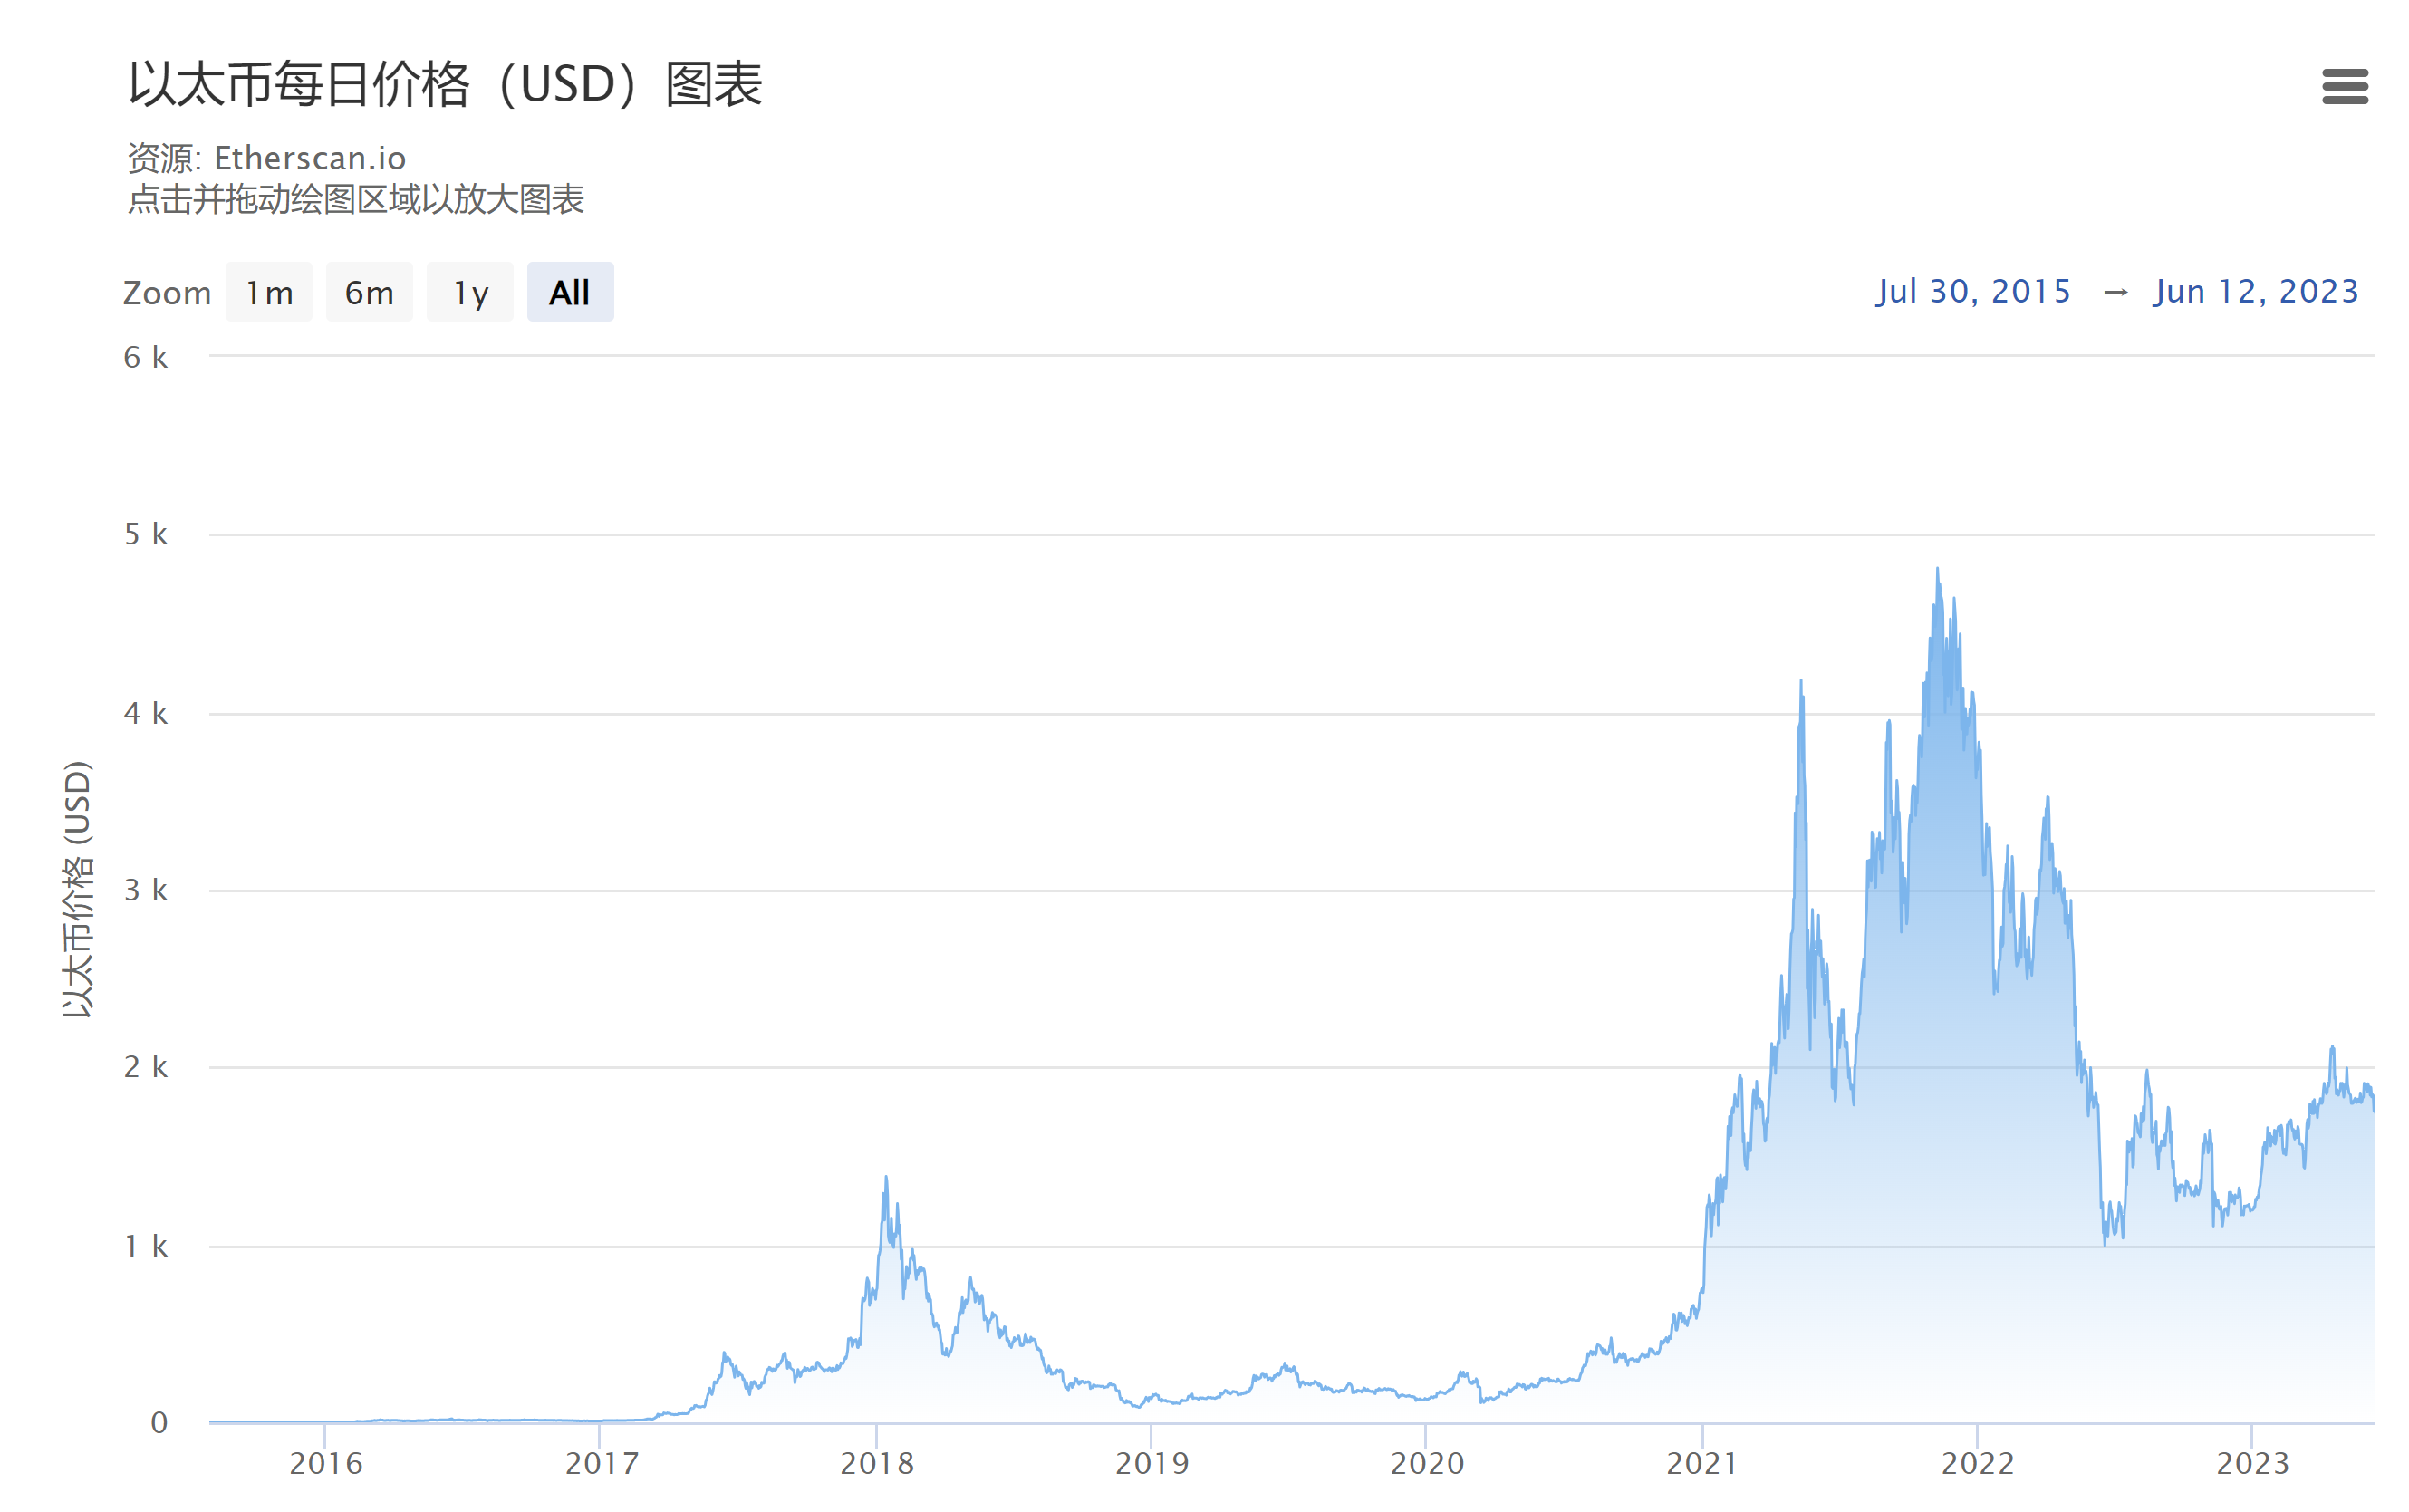 以太币每日价格（USD）图表
资源: Etherscan.io
点击并拖动绘图区域以放大图表
Zoom 1m 6m 1y All Jul 30, 2015 → Jun 12, 2023
6 k
5 k
4 k
3 k
2 k
1 k
0
以太币价格 (USD)
2016 2017 2018 2019 2020 2021 2022 2023